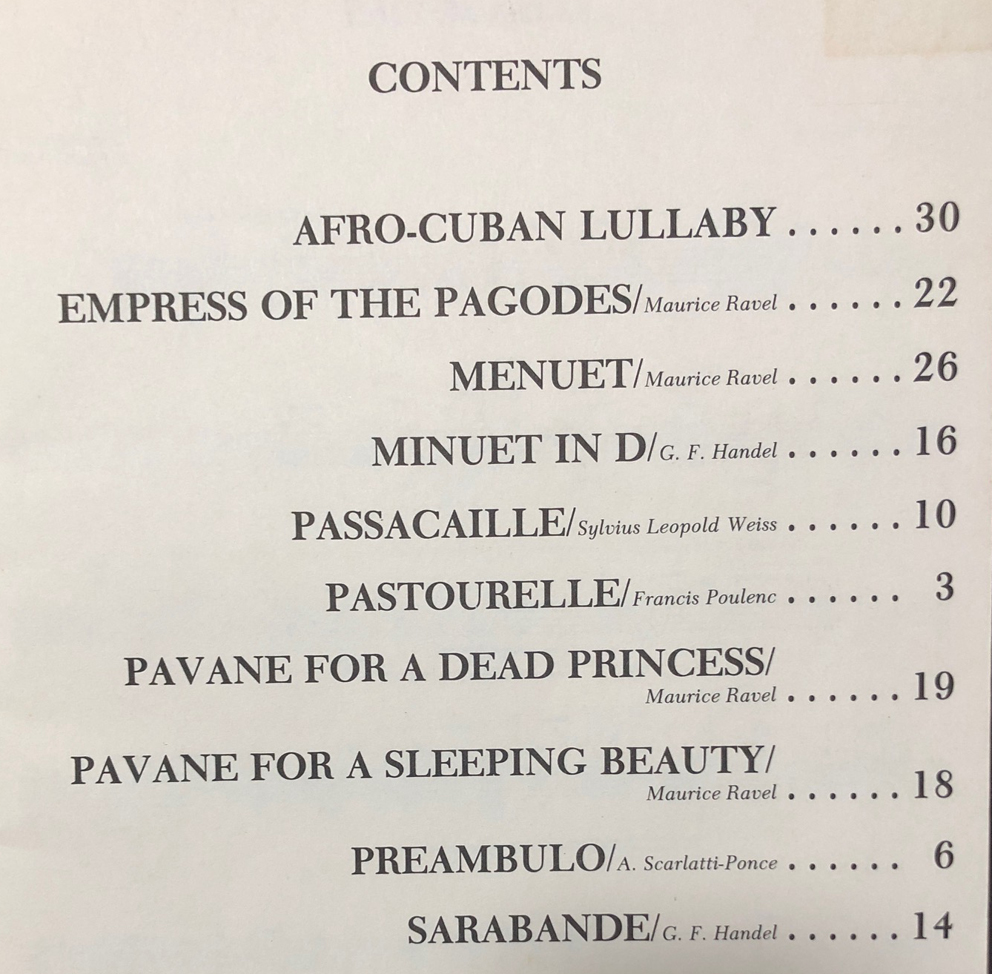 CONTENTS
AFRO-CUBAN LULLABY ......30
EMPRESS OF THE PAGODES/Maurice Ravel ......22
MENUET/Maurice Ravel ......26
MINUET IN D/G. F. Handel ......16
PASSACAILLE/Sylvius Leopold Weiss ......10
PASTOURELLE/Francis Poulenc ...... 3
PAVANE FOR A DEAD PRINCESS/
Maurice Ravel ......19
PAVANE FOR A SLEEPING BEAUTY/
Maurice Ravel ......18
PREAMBULO/A. Scarlatti-Ponce ...... 6
SARABANDE/G. F. Handel ......14